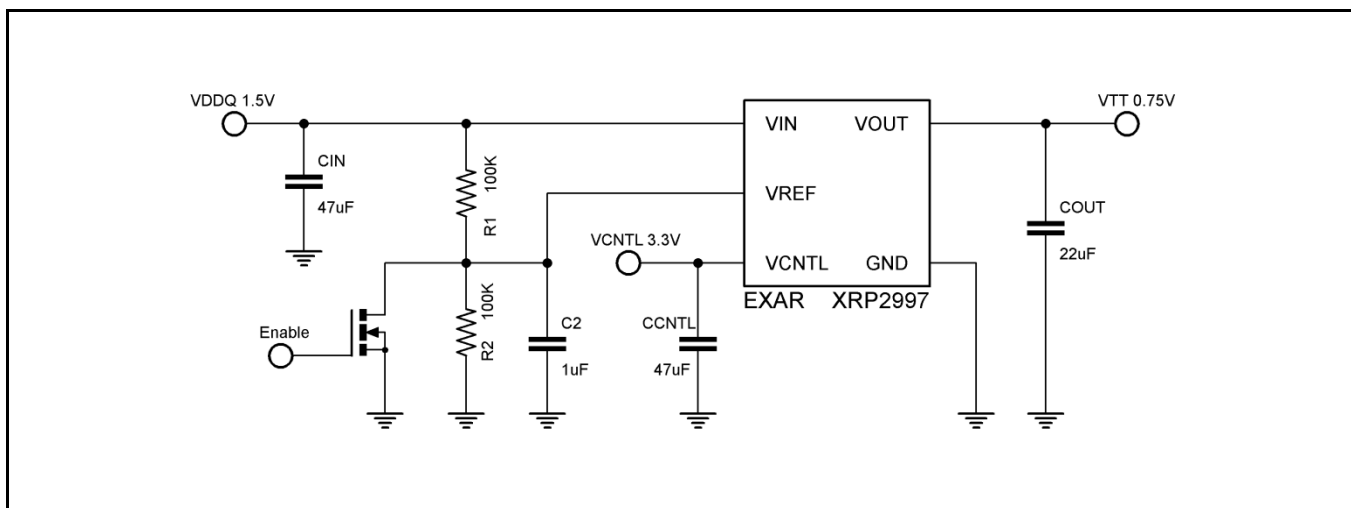 VDDQ 1.5V
VTT 0.75V
VIN VOUT
CIN
47uF
100K
R1
VREF
COUT
22uF
VCNTL 3.3V
VCNTL GND
EXAR XRP2997
Enable
100K
R2
C2
1uF
CCNTL
47uF